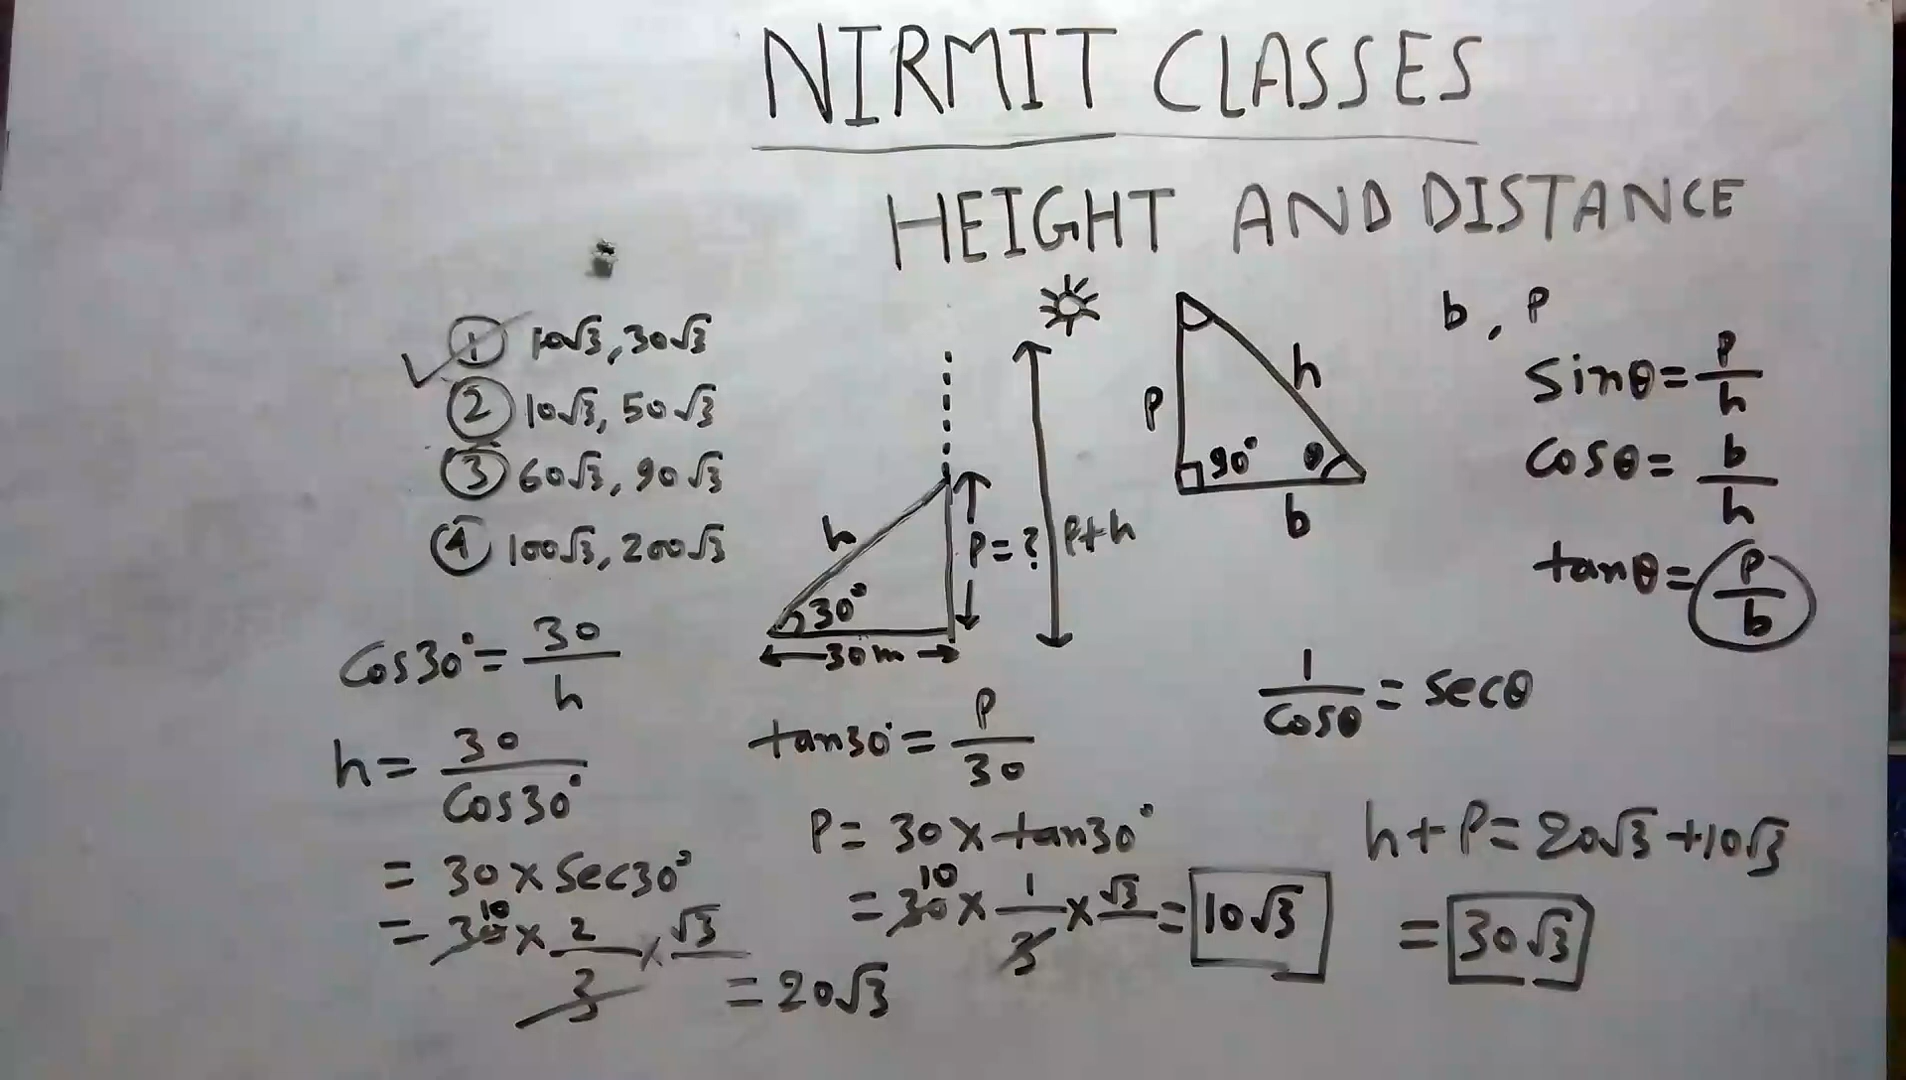 NIRMIT CLASSES
HEIGHT AND DISTANCE
① 10√3, 30√3
② 10√3, 50√3
③ 60√3, 90√3
④ 100√3, 200√3
h
30°
30m
P=?
P+h
P
h
90°
θ
b
b, P
sinθ = P/h
cosθ = b/h
tanθ = P/b
1/cosθ = secθ
cos30° = 30/h
h = 30/cos30°
= 30 × sec30°
10
= 30 × 2/3 × √3
= 20√3
tan30° = P/30
P = 30 × tan30°
10
= 30 × 1/3 × √3 = 10√3
h+P = 20√3 + 10√3
= 30√3